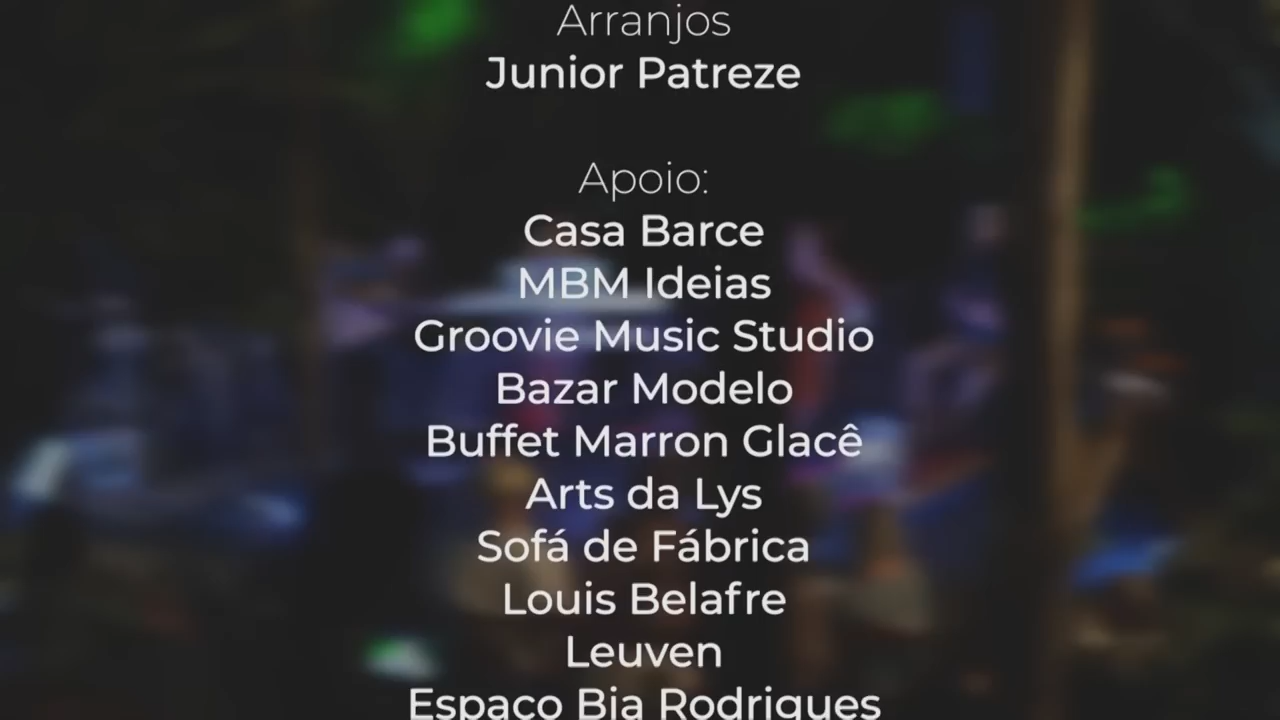 Arranjos
Junior Patreze
Apoio:
Casa Barce
MBM Ideias
Groovie Music Studio
Bazar Modelo
Buffet Marron Glacê
Arts da Lys
Sofá de Fábrica
Louis Belafre
Leuven
Espaço Bia Rodrigues